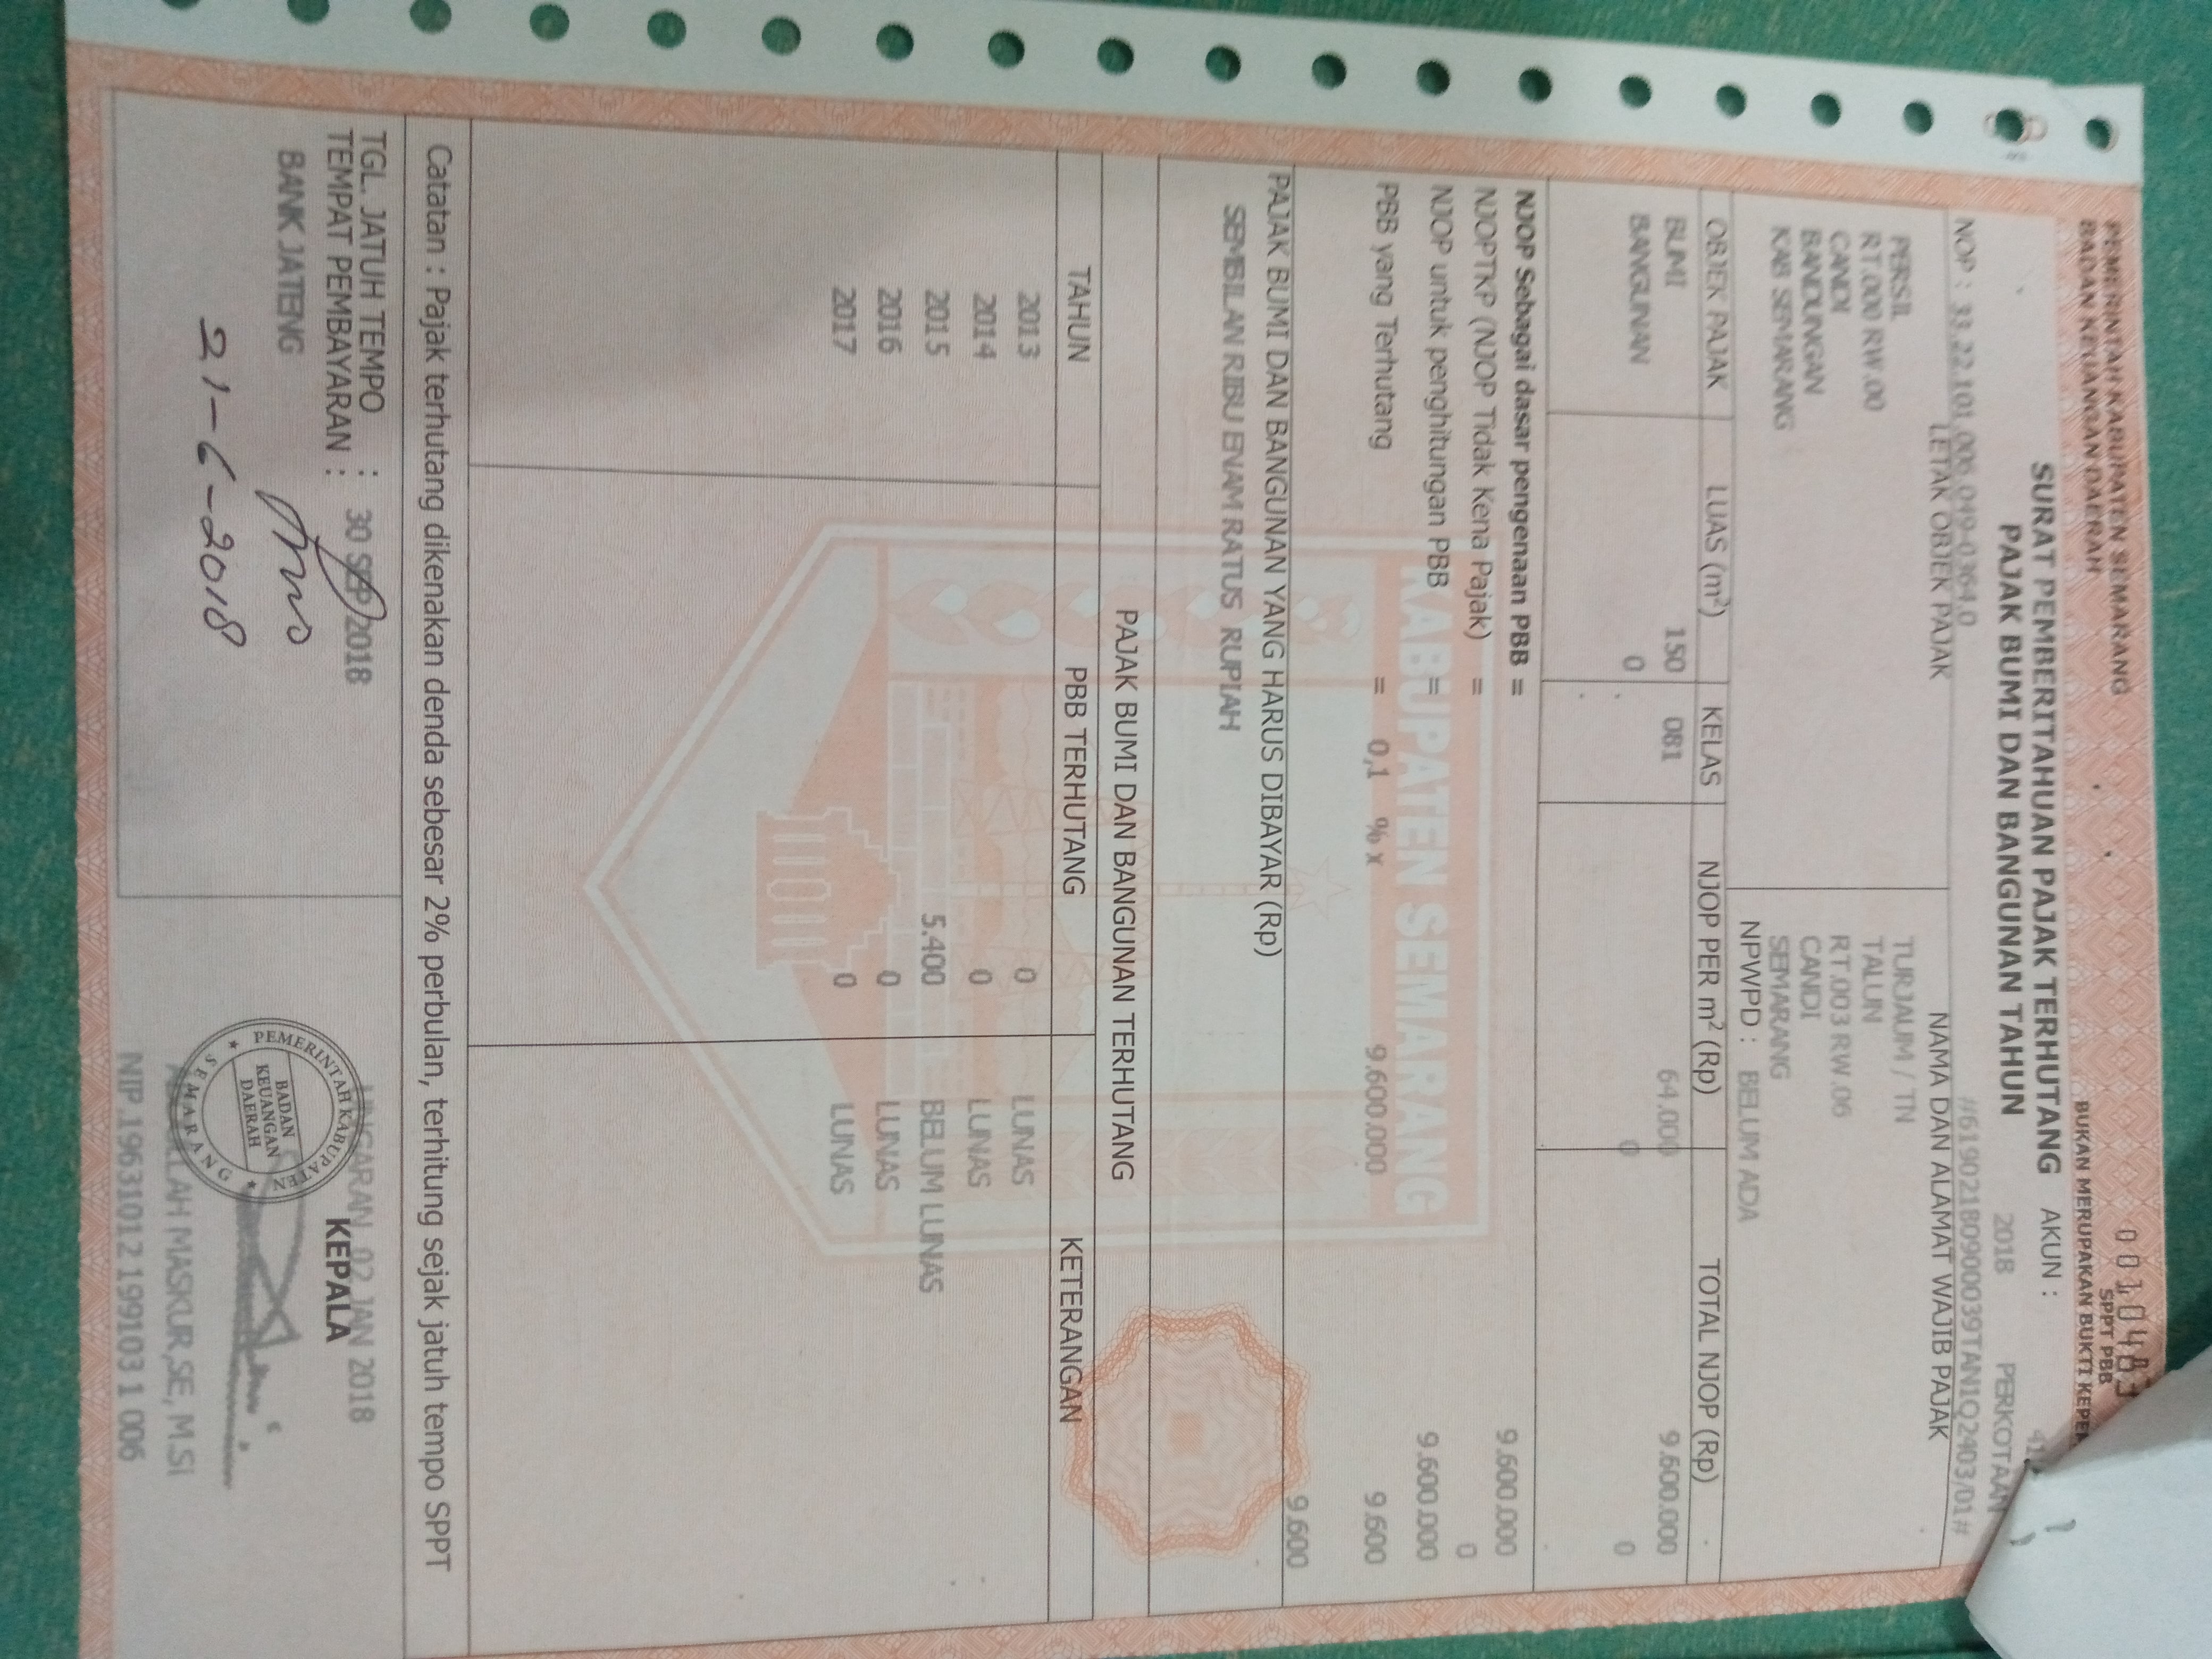 PEMERINTAH KABUPATEN SEMARANG
BADAN KEUANGAN DAERAH
SPPT PBB
BUKAN MERUPAKAN BUKTI
SURAT PEMBERITAHUAN PAJAK TERHUTANG
PAJAK BUMI DAN BANGUNAN TAHUN 2018
AKUN :
PERKOTAAN
NOP : 33.22.101.006.049-0364.0
#619021809900039TAN1Q2403/01#
LETAK OBJEK PAJAK
PERSIL
RT.000 RW.00
CANDI
BANDUNGAN
KAB SEMARANG
NAMA DAN ALAMAT WAJIB PAJAK
TURJAUM / TN
TALUN
RT.003 RW.06
CANDI
SEMARANG
NPWPD : BELUM ADA
OBJEK PAJAK LUAS (m²) KELAS NJOP PER m² (Rp) TOTAL NJOP (Rp)
BUMI 150 081 64.000 9.600.000
BANGUNAN 0 0 0
NJOP Sebagai dasar pengenaan PBB = 9.600.000
NJOPTKP (NJOP Tidak Kena Pajak) = 0
NJOP untuk penghitungan PBB = 9.600.000
PBB yang Terhutang = 0,1 % x 9.600.000 9.600
PAJAK BUMI DAN BANGUNAN YANG HARUS DIBAYAR (Rp) 9.600
SEMBILAN RIBU ENAM RATUS RUPIAH
KABUPATEN SEMARANG
PAJAK BUMI DAN BANGUNAN TERHUTANG
TAHUN PBB TERHUTANG KETERANGAN
2013 0 LUNAS
2014 0 LUNAS
2015 5.400 BELUM LUNAS
2016 0 LUNAS
2017 0 LUNAS
Catatan : Pajak terhutang dikenakan denda sebesar 2% perbulan, terhitung sejak jatuh tempo SPPT
TGL. JATUH TEMPO : 30 SEP 2018
TEMPAT PEMBAYARAN :
BANK JATENG
21-6-2018
02 JAN 2018
KEPALA
PEMERINTAH KABUPATEN
SEMARANG
BADAN
KEUANGAN
DAERAH
MASKUR,SE, M.Si
NIP.19631012 199103 1 006